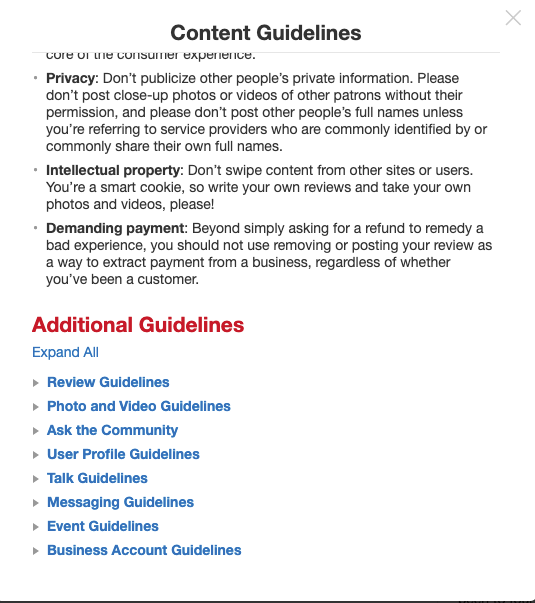 Content Guidelines
core of the consumer experience.
• Privacy: Don't publicize other people's private information. Please
don't post close-up photos or videos of other patrons without their
permission, and please don't post other people's full names unless
you're referring to service providers who are commonly identified by or
commonly share their own full names.
• Intellectual property: Don't swipe content from other sites or users.
You're a smart cookie, so write your own reviews and take your own
photos and videos, please!
• Demanding payment: Beyond simply asking for a refund to remedy a
bad experience, you should not use removing or posting your review as
a way to extract payment from a business, regardless of whether
you've been a customer.
Additional Guidelines
Expand All
Review Guidelines
Photo and Video Guidelines
Ask the Community
User Profile Guidelines
Talk Guidelines
Messaging Guidelines
Event Guidelines
Business Account Guidelines